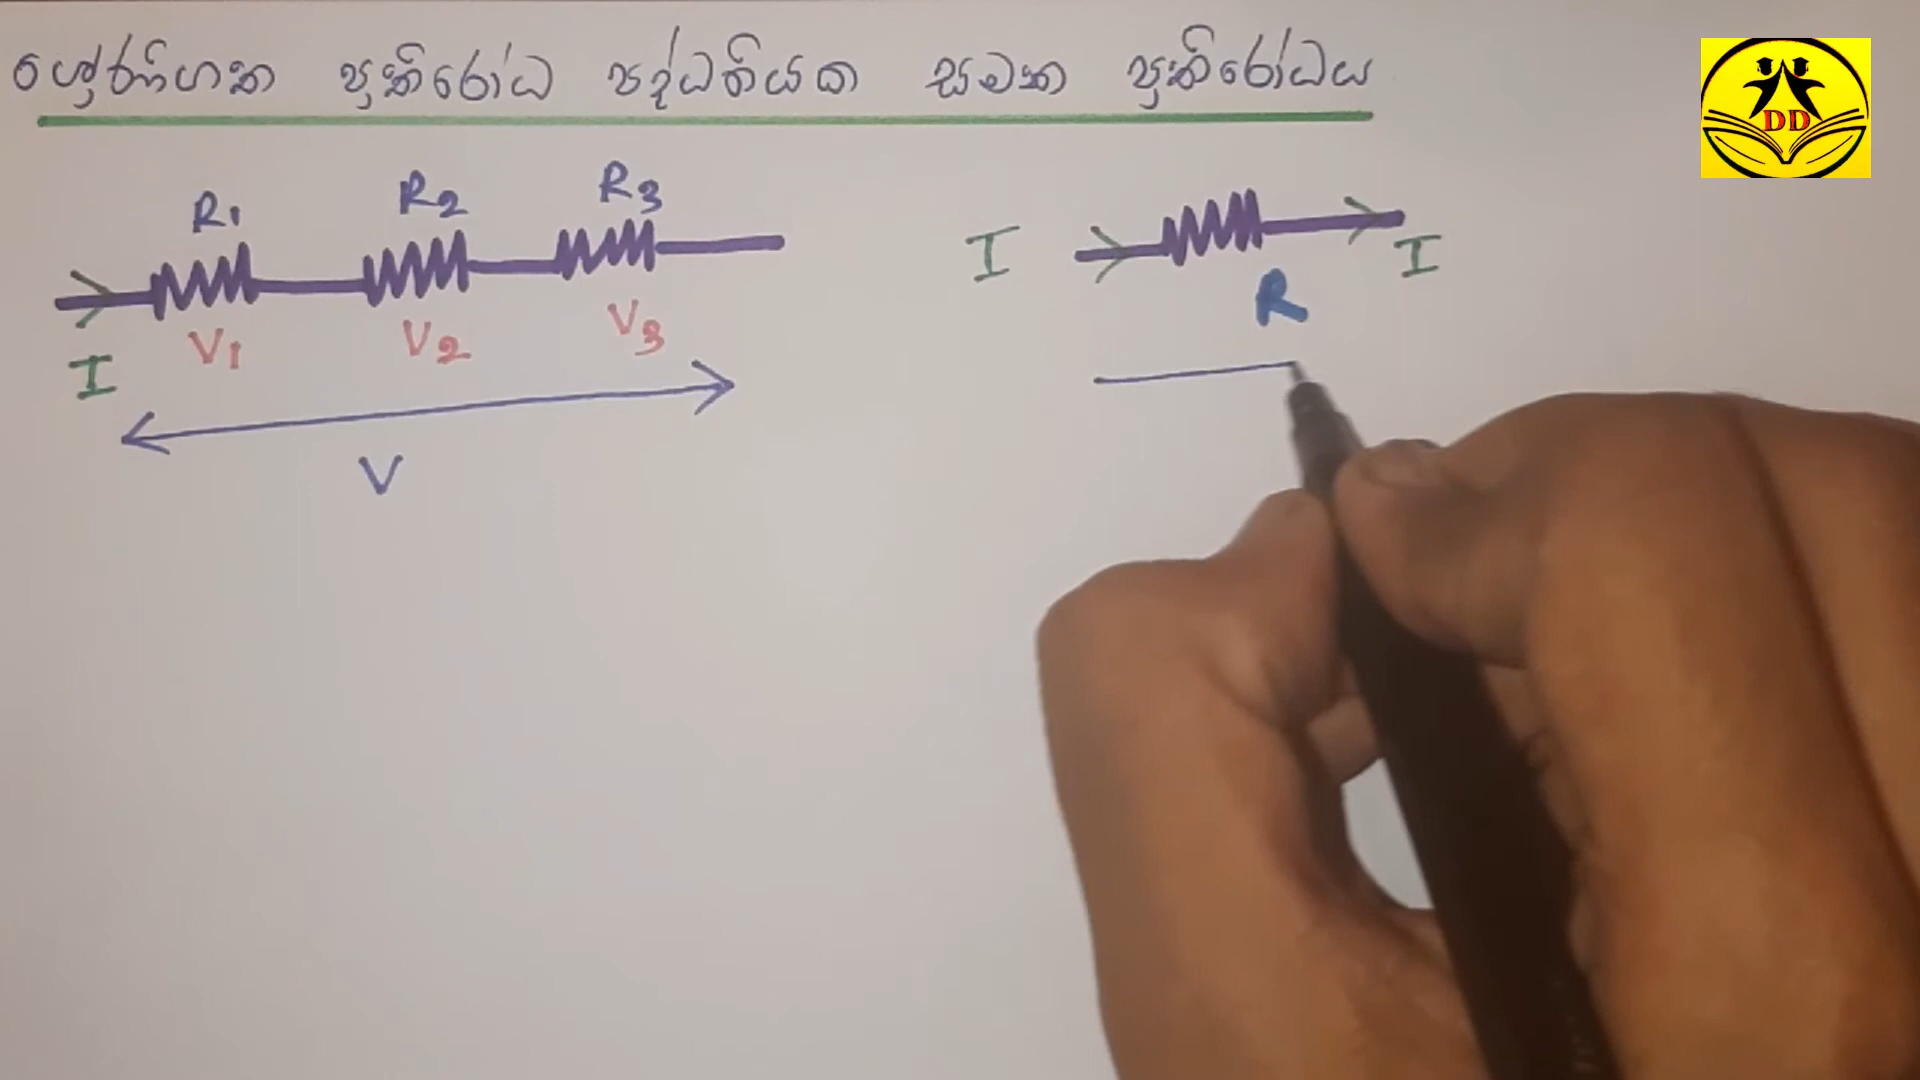 ශ්‍රේණිගත ප්‍රතිරෝධ පද්ධතියක සමක ප්‍රතිරෝධය
R1 R2 R3
V1 V2 V3
I
V
I I
R
DD